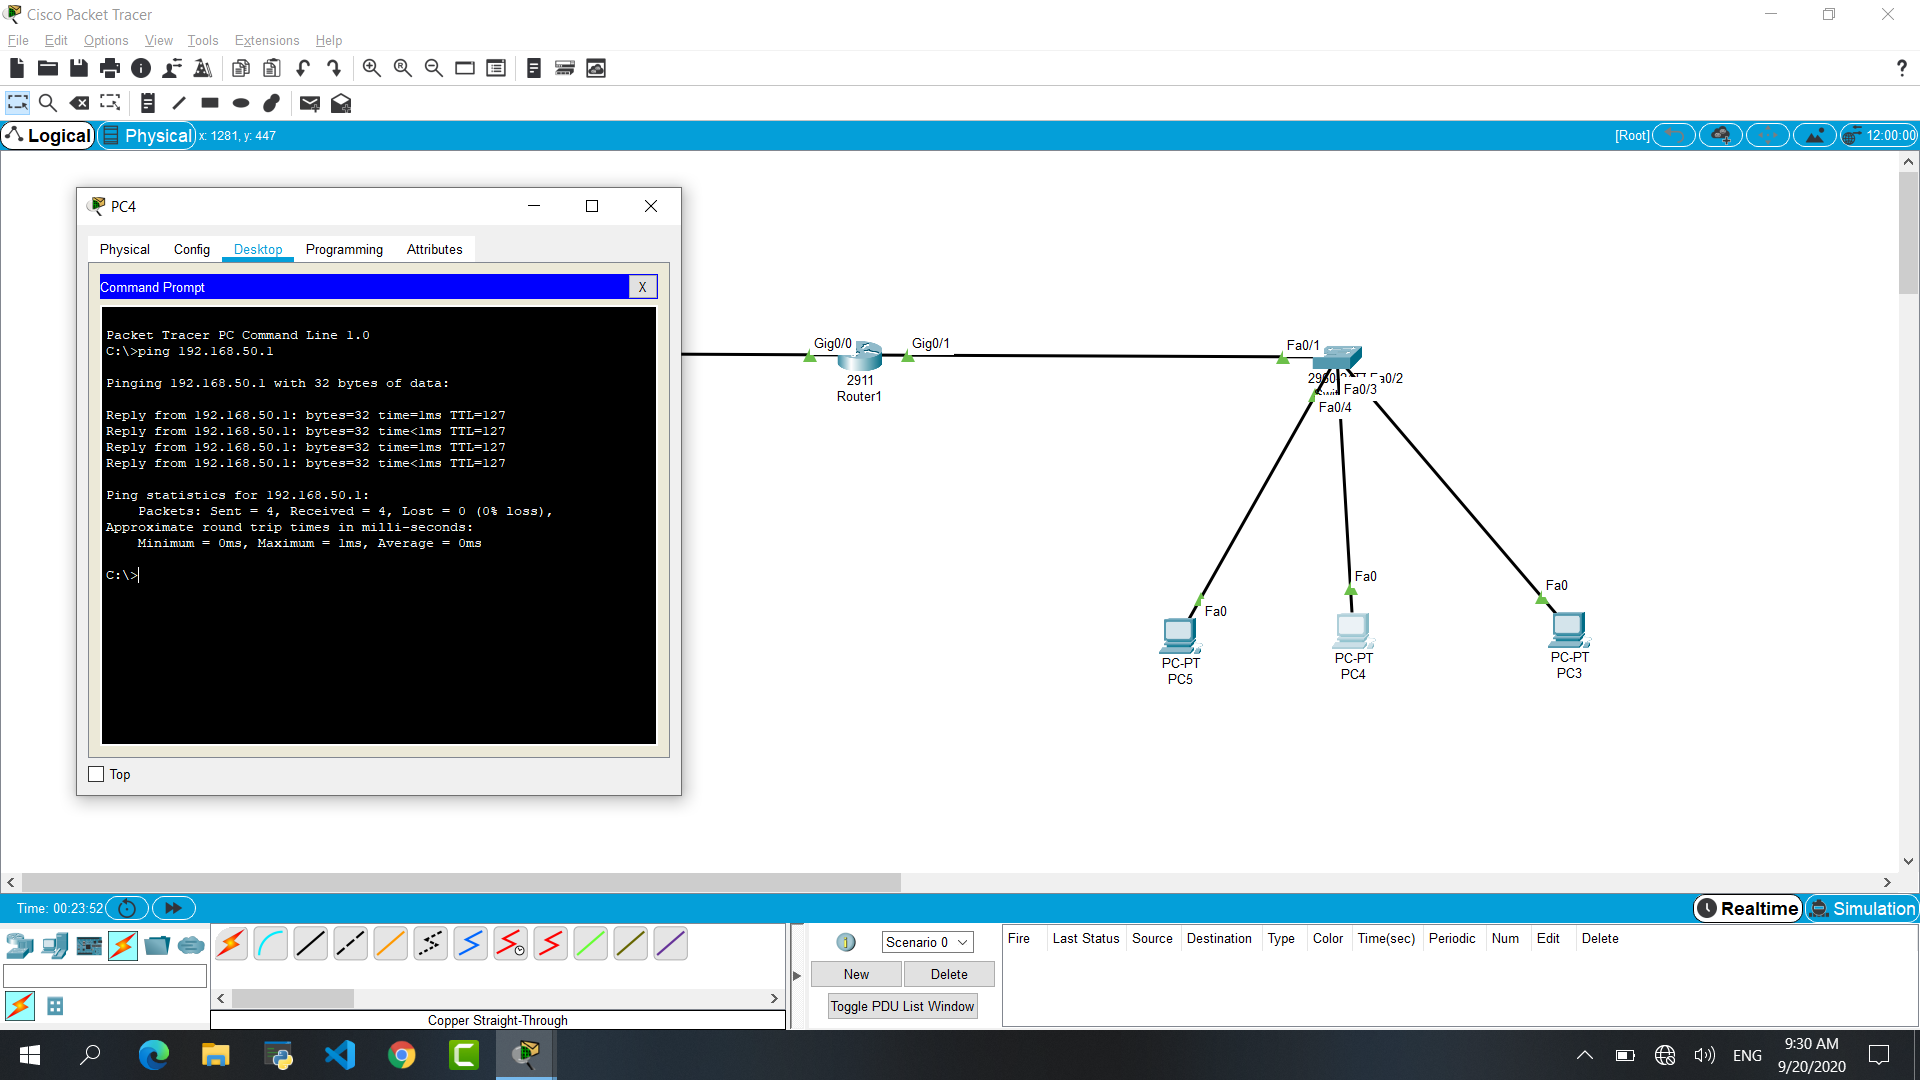 Cisco Packet Tracer
File Edit Options View Tools Extensions Help
?
Logical Physical x: 1281, y: 447 [Root] 12:00:00
PC4
Physical Config Desktop Programming Attributes
Command Prompt X
Packet Tracer PC Command Line 1.0
C:\>ping 192.168.50.1
Pinging 192.168.50.1 with 32 bytes of data:
Reply from 192.168.50.1: bytes=32 time=1ms TTL=127
Reply from 192.168.50.1: bytes=32 time<1ms TTL=127
Reply from 192.168.50.1: bytes=32 time=1ms TTL=127
Reply from 192.168.50.1: bytes=32 time<1ms TTL=127
Ping statistics for 192.168.50.1:
Packets: Sent = 4, Received = 4, Lost = 0 (0% loss),
Approximate round trip times in milli-seconds:
Minimum = 0ms, Maximum = 1ms, Average = 0ms
C:\>
Top
Gig0/0 Gig0/1
2911
Router1
Fa0/1
Fa0/3
Fa0/4
Fa0
PC-PT
PC5
Fa0
PC-PT
PC4
Fa0
PC-PT
PC3
Time: 00:23:52
Realtime Simulation
Scenario 0
New Delete
Toggle PDU List Window
Fire Last Status Source Destination Type Color Time(sec) Periodic Num Edit Delete
Copper Straight-Through
ENG
9:30 AM
9/20/2020